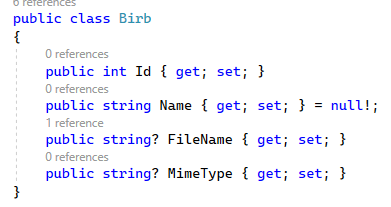 6 references
public class Birb
{
0 references
public int Id { get; set; }
0 references
public string Name { get; set; } = null!;
1 reference
public string? FileName { get; set; }
0 references
public string? MimeType { get; set; }
}